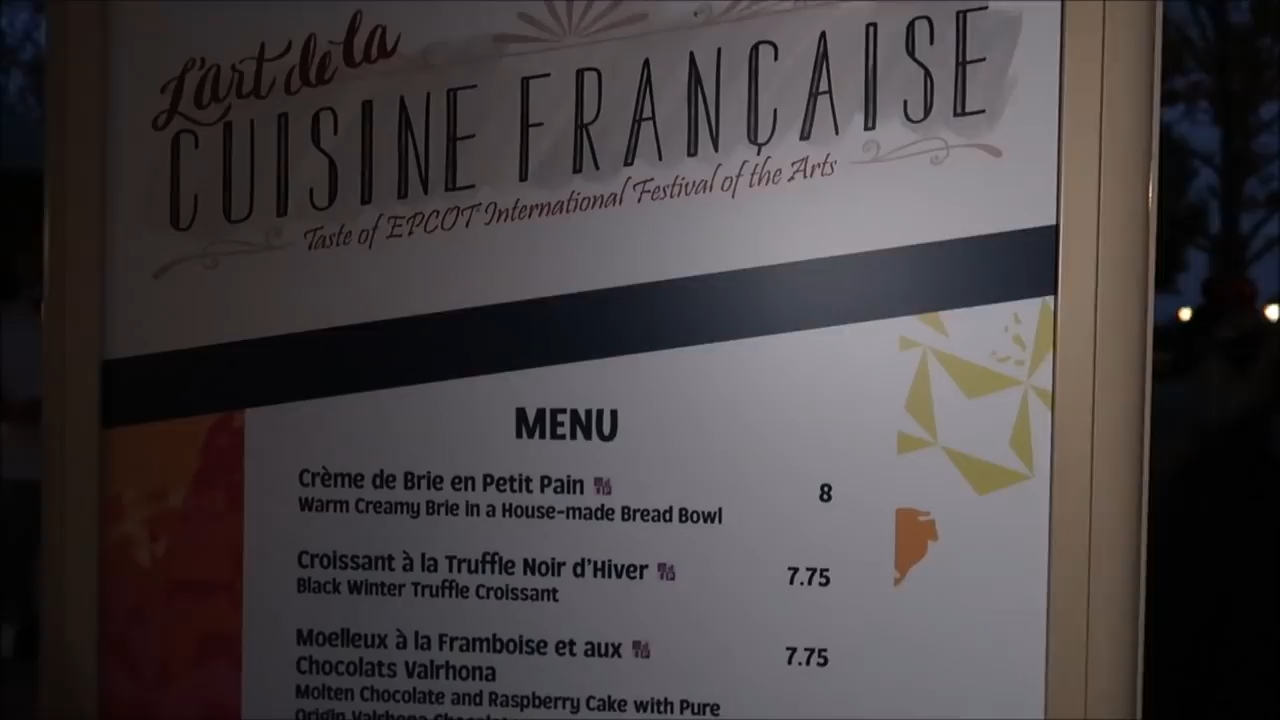 L'art de la
CUISINE FRANÇAISE
Taste of EPCOT International Festival of the Arts
MENU
Crème de Brie en Petit Pain 8
Warm Creamy Brie in a House-made Bread Bowl
Croissant à la Truffle Noir d'Hiver 7.75
Black Winter Truffle Croissant
Moelleux à la Framboise et aux 7.75
Chocolats Valrhona
Molten Chocolate and Raspberry Cake with Pure
Origin Valrhona